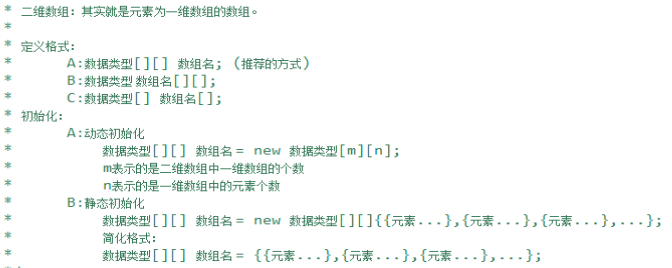 * 二维数组：其实就是元素为一维数组的数组。
*
* 定义格式：
* A:数据类型[][] 数组名; (推荐的方式)
* B:数据类型 数组名[][];
* C:数据类型[] 数组名[];
* 初始化：
* A:动态初始化
* 数据类型[][] 数组名 = new 数据类型[m][n];
* m表示的是二维数组中一维数组的个数
* n表示的是一维数组中的元素个数
* B:静态初始化
* 数据类型[][] 数组名 = new 数据类型[][]{{元素...},{元素...},{元素...},...};
* 简化格式：
* 数据类型[][] 数组名 = {{元素...},{元素...},{元素...},...};